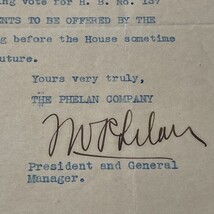 ng vote for H. B. No. 137
ENTS TO BE OFFERED BY THE
ng before the House sometime
uture.
Yours very truly,
THE PHELAN COMPANY
President and General
Manager.